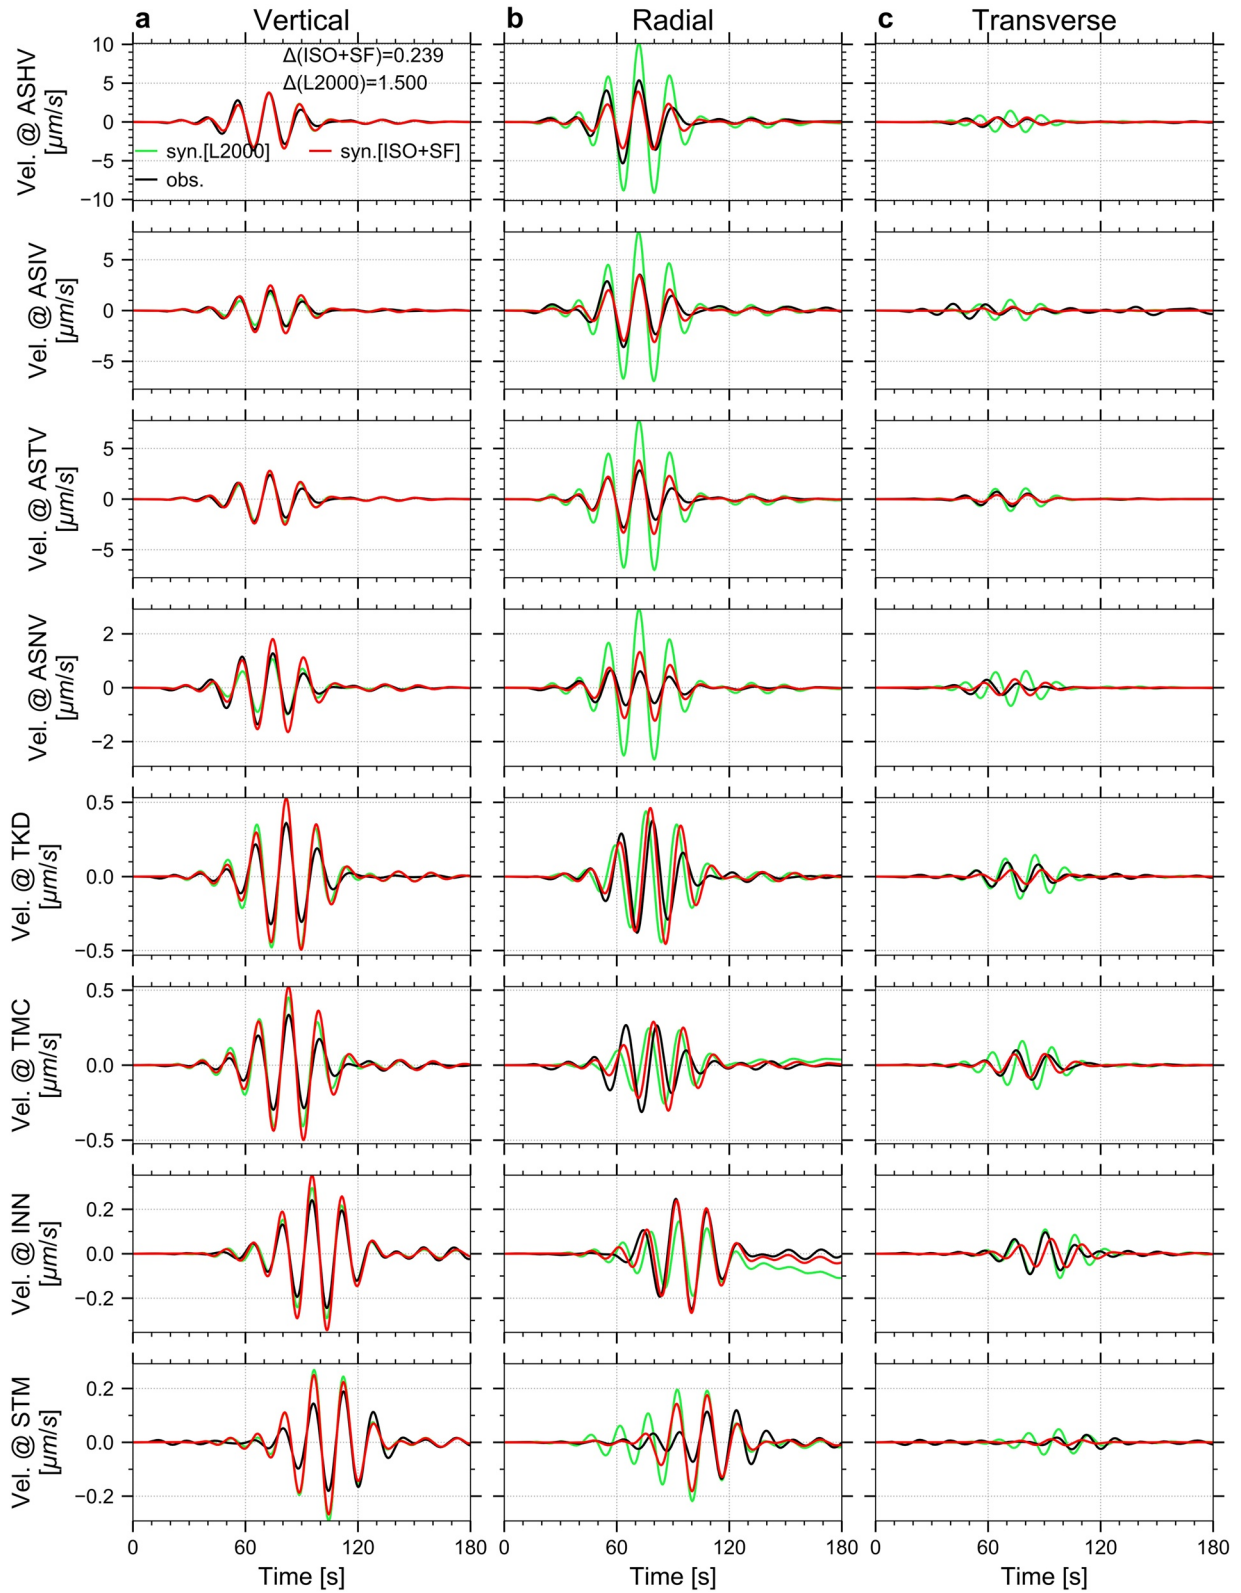 a Vertical
b Radial
c Transverse
Vel. @ ASHV
[μm/s]
10
5
0
−5
−10
Δ(ISO+SF)=0.239
Δ(L2000)=1.500
syn.[L2000]
syn.[ISO+SF]
obs.
Vel. @ ASIV
[μm/s]
5
0
−5
Vel. @ ASTV
[μm/s]
5
0
−5
Vel. @ ASNV
[μm/s]
2
0
−2
Vel. @ TKD
[μm/s]
0.5
0.0
−0.5
Vel. @ TMC
[μm/s]
0.5
0.0
−0.5
Vel. @ INN
[μm/s]
0.2
0.0
−0.2
Vel. @ STM
[μm/s]
0.2
0.0
−0.2
0 60 120 180
0 60 120 180
0 60 120 180
Time [s]
Time [s]
Time [s]